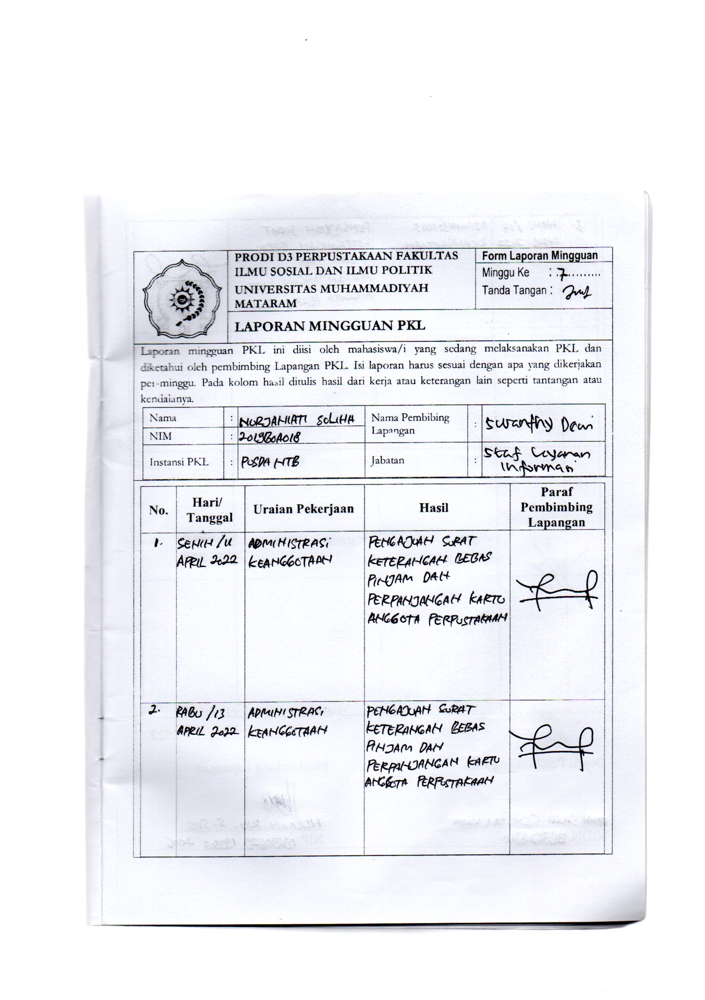 PRODI D3 PERPUSTAKAAN FAKULTAS
ILMU SOSIAL DAN ILMU POLITIK
UNIVERSITAS MUHAMMADIYAH
MATARAM
Form Laporan Mingguan
Minggu Ke : 7
Tanda Tangan :
LAPORAN MINGGUAN PKL
Laporan mingguan PKL ini diisi oleh mahasiswa/i yang sedang melaksanakan PKL dan
diketahui oleh pembimbing Lapangan PKL. Isi laporan harus sesuai dengan apa yang dikerjakan
per-minggu. Pada kolom hasil ditulis hasil dari kerja atau keterangan lain seperti tantangan atau
kendalanya.
Nama : NURJANNATI SOLIHA
NIM : 2019B0A018
Instansi PKL : PUSDA NTB
Nama Pembibing
Lapangan : Suranthy Dewi
Jabatan : Staf Layanan
Informasi
No.
Hari/
Tanggal
Uraian Pekerjaan
Hasil
Paraf
Pembimbing
Lapangan
1.
SENIN / 11
APRIL 2022
ADMINISTRASI
KEANGGOTAAN
PENGAJUAN SURAT
KETERANGAN BEBAS
PINJAM DAN
PERPANJANGAN KARTU
ANGGOTA PERPUSTAKAAN
2.
RABU / 13
APRIL 2022
ADMINISTRASI
KEANGGOTAAN
PENGAJUAN SURAT
KETERANGAN BEBAS
PINJAM DAN
PERPANJANGAN KARTU
ANGGOTA PERPUSTAKAAN